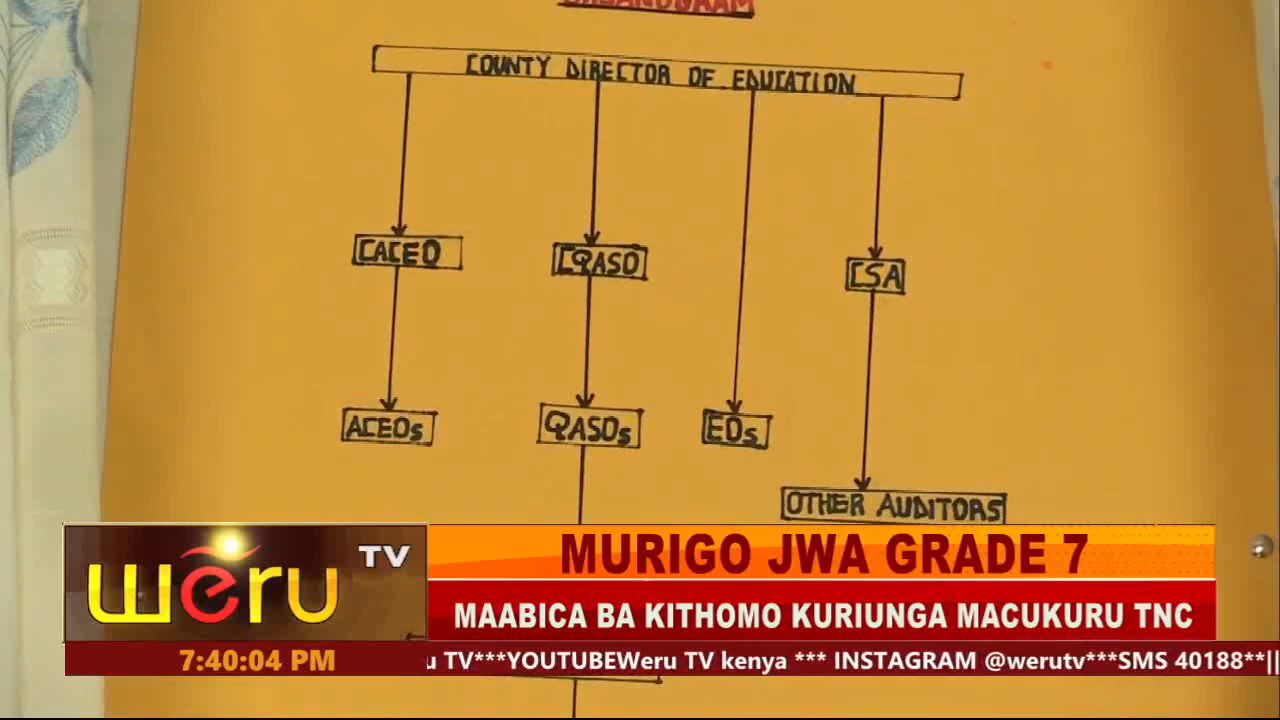 COUNTY DIRECTOR OF EDUCATION
CACEO
CQASO
CSA
ACEOs
QASOs
EOs
OTHER AUDITORS
weru TV
MURIGO JWA GRADE 7
MAABICA BA KITHOMO KURIUNGA MACUKURU TNC
7:40:04 PM
u TV***YOUTUBEWeru TV kenya *** INSTAGRAM @werutv***SMS 40188**||